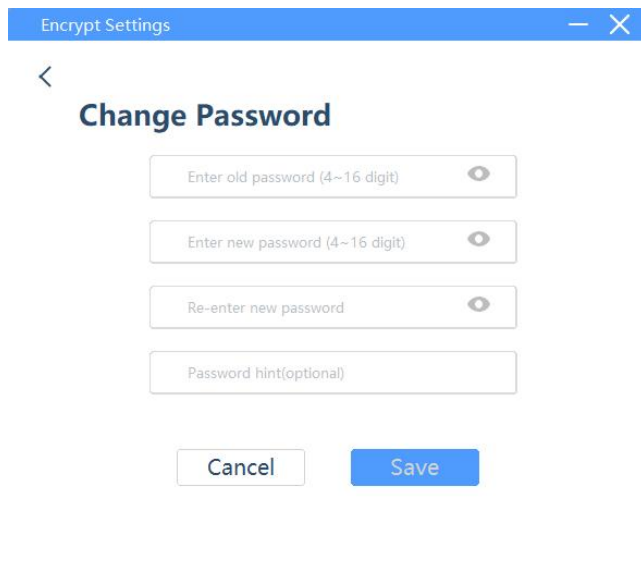 Encrypt Settings
Change Password
Enter old password (4~16 digit)
Enter new password (4~16 digit)
Re-enter new password
Password hint(optional)
Cancel Save